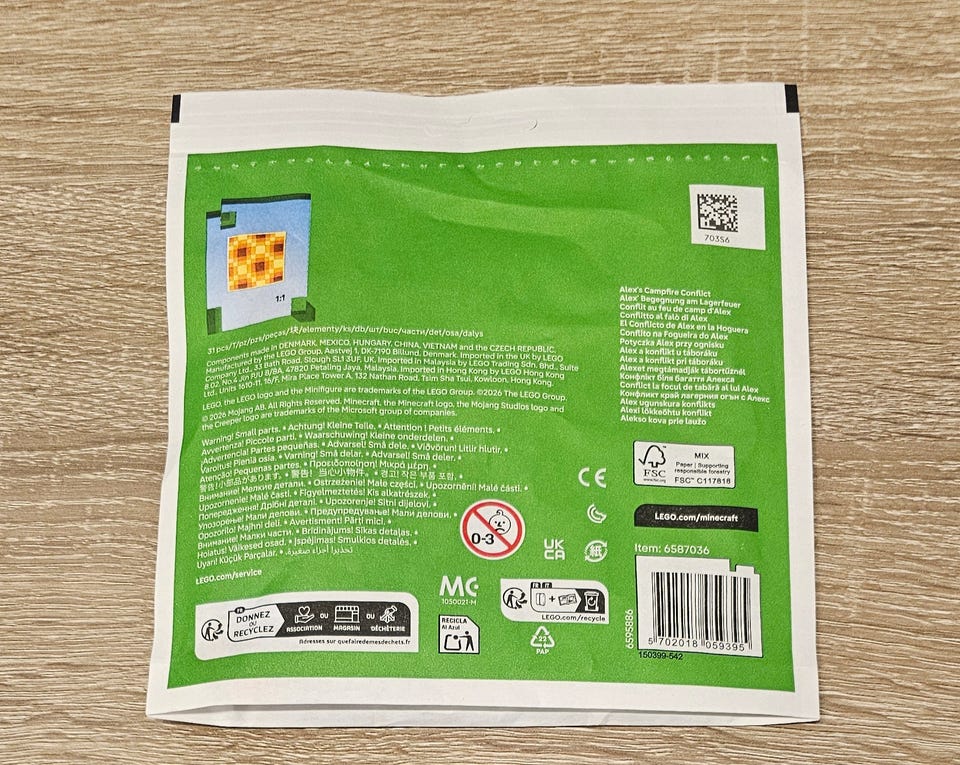 70356
1:1
31 pcs/T/pz/pzs/peças/块/elementy/ks/db/шт/buc/части/det/osa/dalys
Components made in DENMARK, MEXICO, HUNGARY, CHINA, VIETNAM and the CZECH REPUBLIC.
Manufactured by the LEGO Group, Aastvej 1, DK-7190 Billund, Denmark. Imported in the UK by LEGO
Company Ltd., 33 Bath Road, Slough SL1 3UF, UK. Imported in Malaysia by LEGO Trading Sdn. Bhd., Suite
8.02, No.4 Jln PJU 8/8A, 47820 Petaling Jaya, Malaysia. Imported in Hong Kong by LEGO Hong Kong
Ltd., Units 1610-11, 16/F, Mira Place Tower A, 132 Nathan Road, Tsim Sha Tsui, Kowloon, Hong Kong.
LEGO, the LEGO logo and the Minifigure are trademarks of the LEGO Group. ©2026 The LEGO Group.
© 2026 Mojang AB. All Rights Reserved. Minecraft, the Minecraft logo, the Mojang Studios logo and
the Creeper logo are trademarks of the Microsoft group of companies.
Warning! Small parts. • Achtung! Kleine Teile. • Attention ! Petits éléments. •
Avvertenza! Piccole parti. • Waarschuwing! Kleine onderdelen. •
¡Advertencia! Partes pequeñas. • Advarsel! Små dele. • Viðvörun! Litlir hlutir. •
Varoitus! Pieniä osia. • Varning! Små delar. • Advarsel! Små deler. •
Atenção! Pequenas partes. • Προειδοποίηση! Μικρά μέρη. •
警告!小部品があります。• 警告！当心小物件。• 경고! 작은 부품 포함. •
Внимание! Мелкие детали. • Ostrzeżenie! Małe części. • Upozornění! Malé části. •
Upozornenie! Malé časti. • Figyelmeztetés! Kis alkatrészek. •
Попередження! Дрібні деталі. • Upozorenje! Sitni dijelovi. •
Упозорење! Мали делови. • Предупредување! Мали делови. •
Opozorilo! Majhni deli. • Avertisment! Părți mici. •
Внимание! Малки части. • Brīdinājums! Sīkas detaļas. •
Hoiatus! Väikesed osad. • Įspėjimas! Smulkios detalės. •
Uyarı! Küçük Parçalar. • تحذير! أجزاء صغيرة. •
LEGO.com/service
Alex's Campfire Conflict
Alex' Begegnung am Lagerfeuer
Conflit au feu de camp d'Alex
Conflitto al falò di Alex
El Conflicto de Alex en la Hoguera
Conflito na Fogueira do Alex
Potyczka Alex przy ognisku
Alex a konflikt u táboráku
Alex a konflikt pri táboráku
Alexet megtámadják tábortűznél
Конфлікт біля багаття Алекса
Conflict la focul de tabără al lui Alex
Конфликт край лагерния огън с Алекс
Alex ugunskura konflikts
Alexi lõkkeõhtu konflikt
Alekso kova prie laužo
FSC
www.fsc.org
MIX
Paper | Supporting
responsible forestry
FSC™ C117818
CE
0-3
UK
CA
紙
LEGO.com/minecraft
Item: 6587036
6595886
5 702018 059395
150399-542
MC
1050021-M
FR
DONNEZ
OU
RECYCLEZ
ASSOCIATION
OU
MAGASIN
OU
DÉCHÈTERIE
Adresses sur quefairedemesdechets.fr
RECICLA
Al Azul
FR
IT
+
LEGO.com/recycle
21
PAP